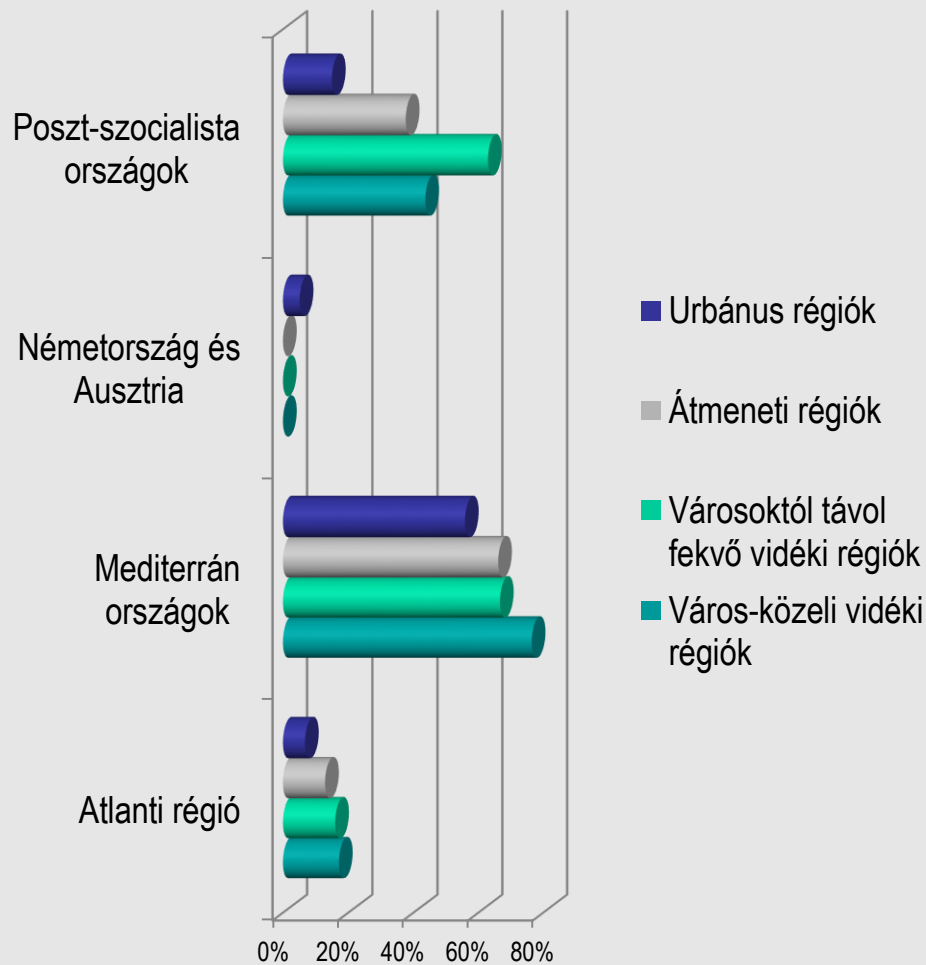 Poszt-szocialista
országok
Németország és
Ausztria
Mediterrán
országok
Atlanti régió
0% 20% 40% 60% 80%
Urbánus régiók
Átmeneti régiók
Városoktól távol
fekvő vidéki régiók
Város-közeli vidéki
régiók